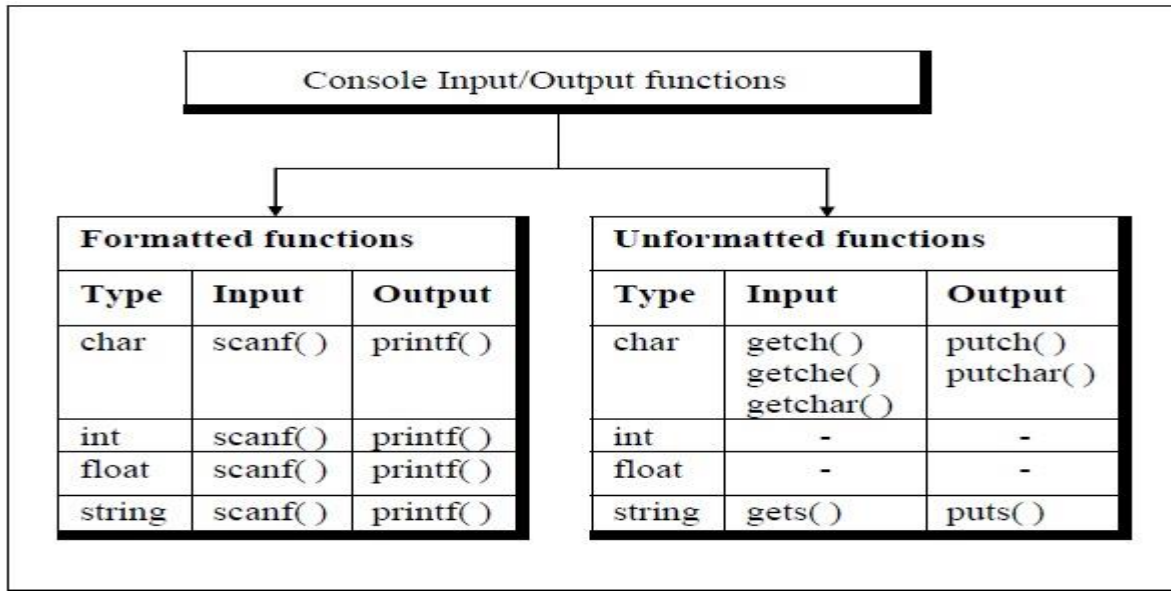 Console Input/Output functions
Formatted functions
Type Input Output
char scanf( ) printf( )
int scanf( ) printf( )
float scanf( ) printf( )
string scanf( ) printf( )
Unformatted functions
Type Input Output
char getch( ) putch( )
getche( ) putchar( )
getchar( )
int - -
float - -
string gets( ) puts( )